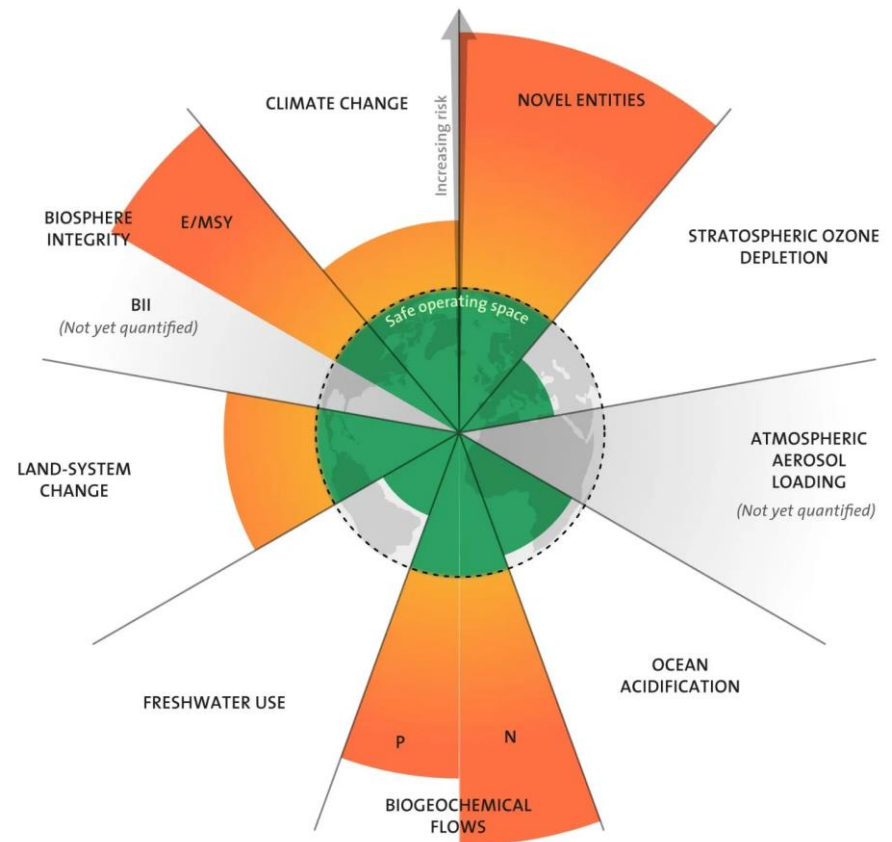 CLIMATE CHANGE
Increasing risk
NOVEL ENTITIES
BIOSPHERE
INTEGRITY
E/MSY
STRATOSPHERIC OZONE
DEPLETION
BII
(Not yet quantified)
Safe operating space
LAND-SYSTEM
CHANGE
ATMOSPHERIC
AEROSOL
LOADING
(Not yet quantified)
FRESHWATER USE
OCEAN
ACIDIFICATION
P
N
BIOGEOCHEMICAL
FLOWS